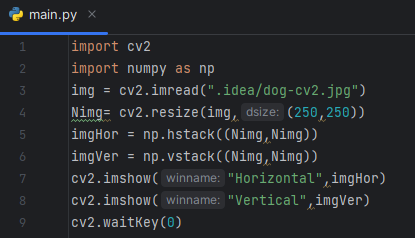 main.py ×
1 import cv2
2 import numpy as np
3 img = cv2.imread(".idea/dog-cv2.jpg")
4 Nimg= cv2.resize(img, dsize: (250,250))
5 imgHor = np.hstack((Nimg,Nimg))
6 imgVer = np.vstack((Nimg,Nimg))
7 cv2.imshow( winname: "Horizontal",imgHor)
8 cv2.imshow( winname: "Vertical",imgVer)
9 cv2.waitKey(0)